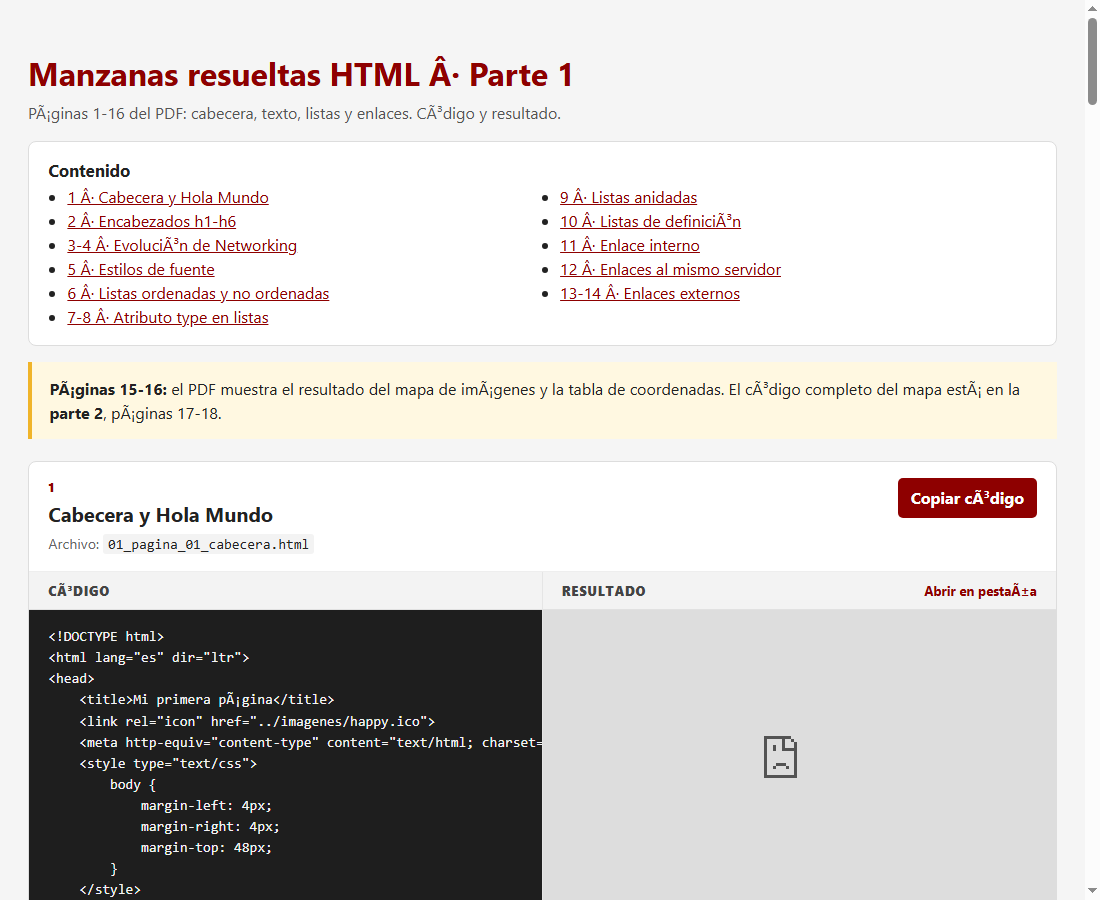 Manzanas resueltas HTML Â· Parte 1
PÃ¡ginas 1-16 del PDF: cabecera, texto, listas y enlaces. CÃ³digo y resultado.
Contenido
1 Â· Cabecera y Hola Mundo
2 Â· Encabezados h1-h6
3-4 Â· EvoluciÃ³n de Networking
5 Â· Estilos de fuente
6 Â· Listas ordenadas y no ordenadas
7-8 Â· Atributo type en listas
9 Â· Listas anidadas
10 Â· Listas de definiciÃ³n
11 Â· Enlace interno
12 Â· Enlaces al mismo servidor
13-14 Â· Enlaces externos
PÃ¡ginas 15-16: el PDF muestra el resultado del mapa de imÃ¡genes y la tabla de coordenadas. El cÃ³digo completo del mapa estÃ¡ en la
parte 2, pÃ¡ginas 17-18.
1
Cabecera y Hola Mundo
Archivo: 01_pagina_01_cabecera.html
Copiar cÃ³digo
CÃ³DIGO
RESULTADO
Abrir en pestaÃ±a
<!DOCTYPE html>
<html lang="es" dir="ltr">
<head>
    <title>Mi primera pÃ¡gina</title>
    <link rel="icon" href="../imagenes/happy.ico">
    <meta http-equiv="content-type" content="text/html; charset=
    <style type="text/css">
        body {
            margin-left: 4px;
            margin-right: 4px;
            margin-top: 48px;
        }
    </style>